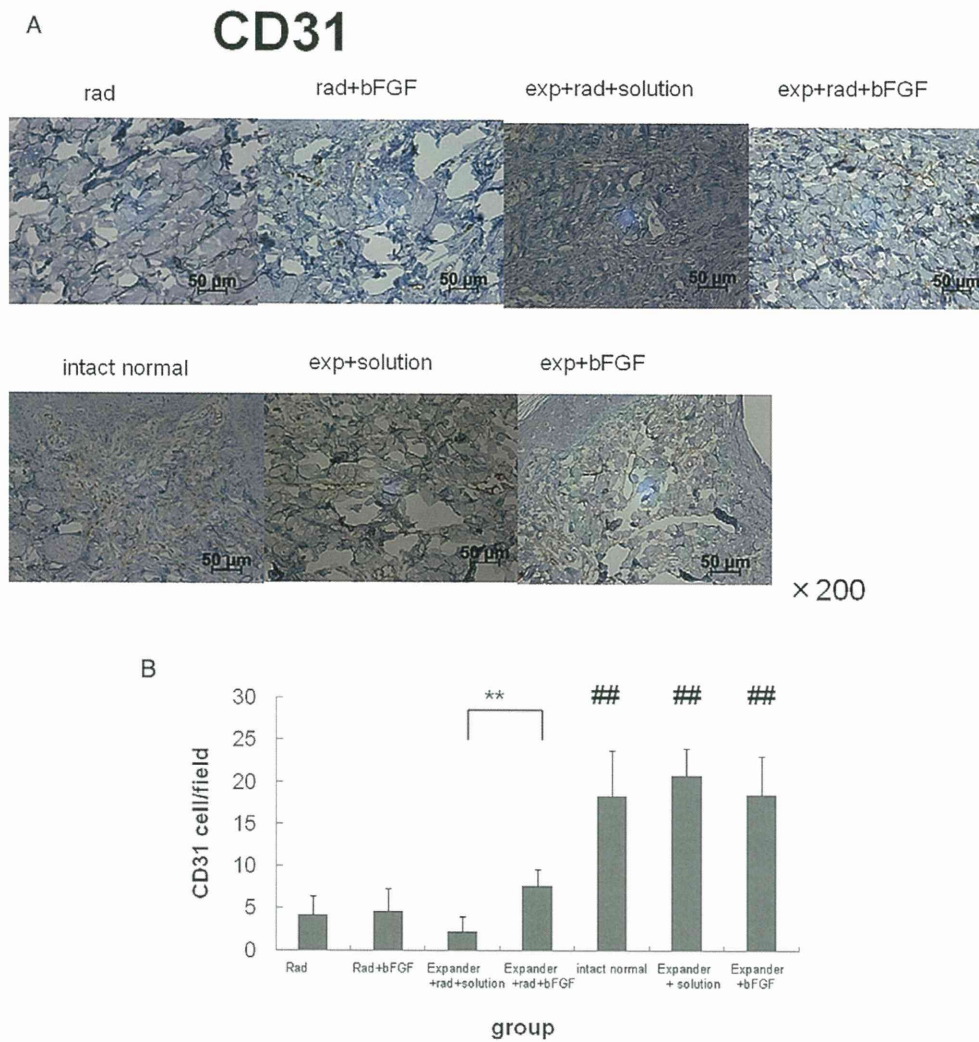 A
CD31
rad
rad+bFGF
exp+rad+solution
exp+rad+bFGF
50 µm
50 µm
50 µm
50 µm
intact normal
exp+solution
exp+bFGF
50 µm
50 µm
50 µm
×200
B
**
##
##
##
30
25
20
15
10
5
0
CD31 cell/field
Rad
Rad+bFGF
Expander
+rad+solution
Expander
+rad+bFGF
intact normal
Expander
+ solution
Expander
+bFGF
group